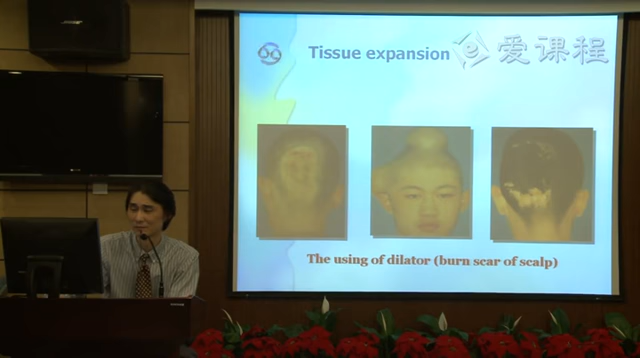 Tissue expansion
爱课程
The using of dilator (burn scar of scalp)